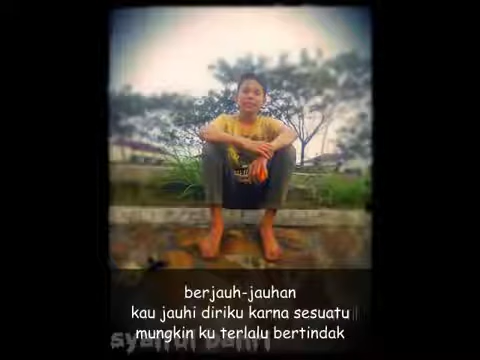 berjauh-jauhan
kau jauhi diriku karna sesuatu
mungkin ku terlalu bertindak